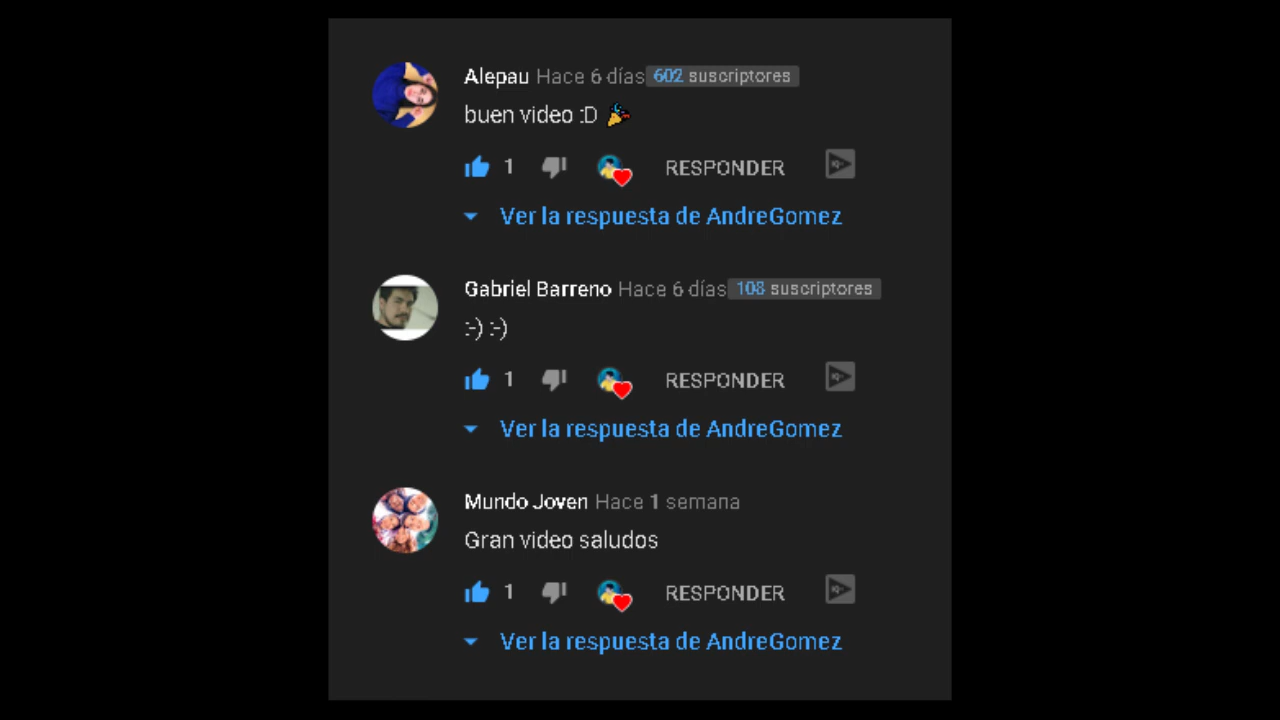 Alepau Hace 6 días 602 suscriptores
buen video :D 🎉
1 RESPONDER
Ver la respuesta de AndreGomez
Gabriel Barreno Hace 6 días 108 suscriptores
:-) :-)
1 RESPONDER
Ver la respuesta de AndreGomez
Mundo Joven Hace 1 semana
Gran video saludos
1 RESPONDER
Ver la respuesta de AndreGomez